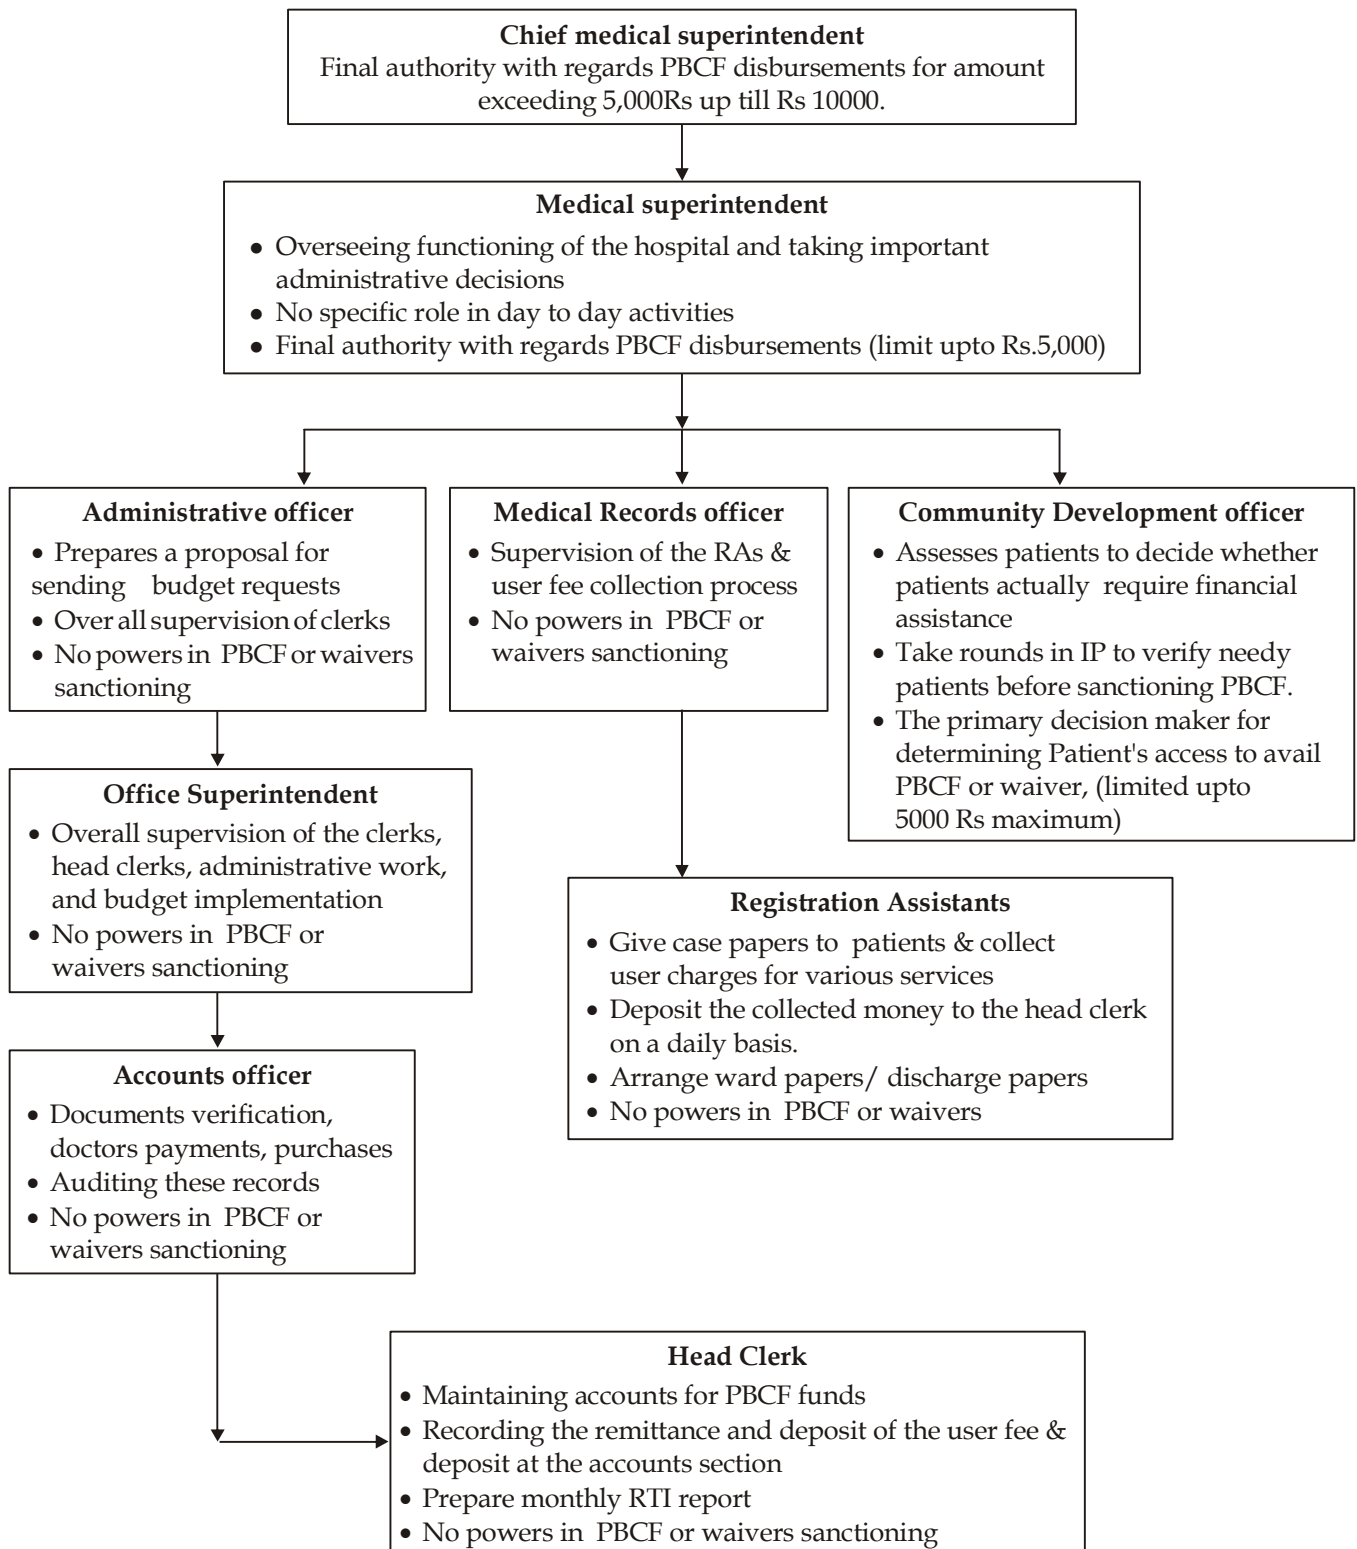 Chief medical superintendent
Final authority with regards PBCF disbursements for amount
exceeding 5,000Rs up till Rs 10000.
Medical superintendent
• Overseeing functioning of the hospital and taking important
administrative decisions
• No specific role in day to day activities
• Final authority with regards PBCF disbursements (limit upto Rs.5,000)
Administrative officer
• Prepares a proposal for
sending budget requests
• Over all supervision of clerks
• No powers in PBCF or waivers
sanctioning
Medical Records officer
• Supervision of the RAs &
user fee collection process
• No powers in PBCF or
waivers sanctioning
Community Development officer
• Assesses patients to decide whether
patients actually require financial
assistance
• Take rounds in IP to verify needy
patients before sanctioning PBCF.
• The primary decision maker for
determining Patient's access to avail
PBCF or waiver, (limited upto
5000 Rs maximum)
Office Superintendent
• Overall supervision of the clerks,
head clerks, administrative work,
and budget implementation
• No powers in PBCF or
waivers sanctioning
Registration Assistants
• Give case papers to patients & collect
user charges for various services
• Deposit the collected money to the head clerk
on a daily basis.
• Arrange ward papers/ discharge papers
• No powers in PBCF or waivers
Accounts officer
• Documents verification,
doctors payments, purchases
• Auditing these records
• No powers in PBCF or
waivers sanctioning
Head Clerk
• Maintaining accounts for PBCF funds
• Recording the remittance and deposit of the user fee &
deposit at the accounts section
• Prepare monthly RTI report
• No powers in PBCF or waivers sanctioning